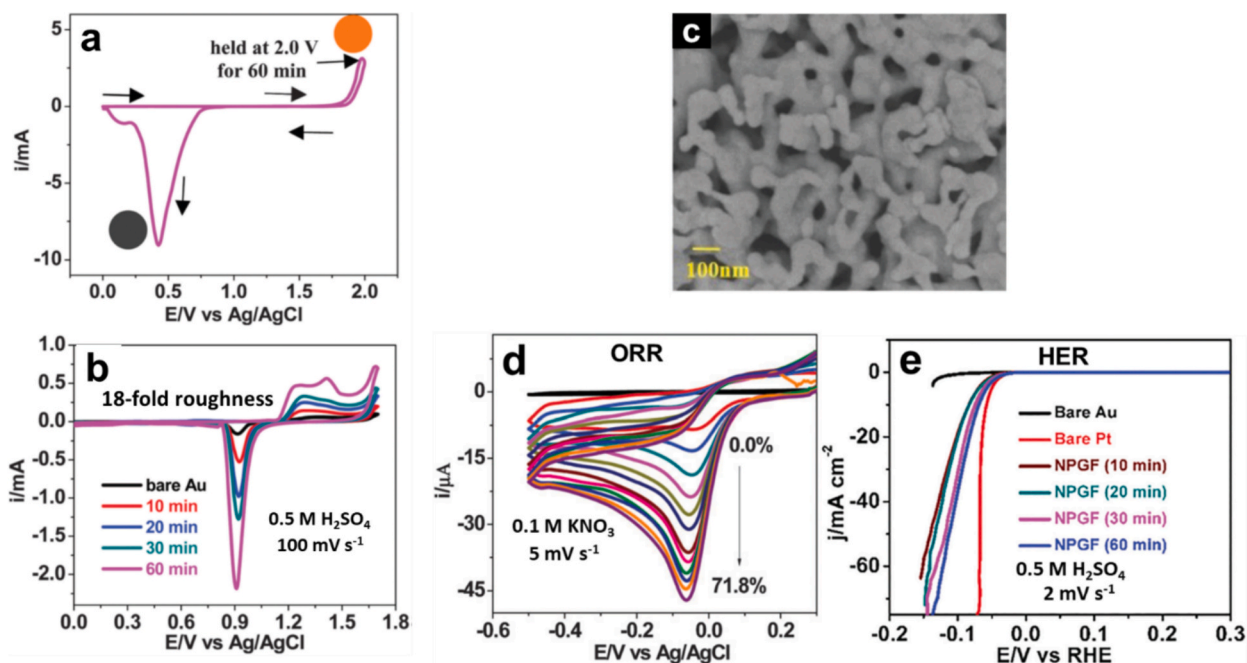 a
held at 2.0 V
for 60 min
i/mA
5
0
-5
-10
0.0 0.5 1.0 1.5 2.0
E/V vs Ag/AgCl
c
100nm
b
18-fold roughness
i/mA
1.0
0.5
0.0
-0.5
-1.0
-1.5
-2.0
bare Au
10 min
20 min
30 min
60 min
0.5 M H₂SO₄
100 mV s⁻¹
0.0 0.3 0.6 0.9 1.2 1.5 1.8
E/V vs Ag/AgCl
d
ORR
i/μA
0
-15
-30
-45
0.0%
71.8%
0.1 M KNO₃
5 mV s⁻¹
-0.6 -0.4 -0.2 0.0 0.2
E/V vs Ag/AgCl
e
HER
j/mA cm⁻²
0
-20
-40
-60
Bare Au
Bare Pt
NPGF (10 min)
NPGF (20 min)
NPGF (30 min)
NPGF (60 min)
0.5 M H₂SO₄
2 mV s⁻¹
-0.2 -0.1 0.0 0.1 0.2 0.3
E/V vs RHE